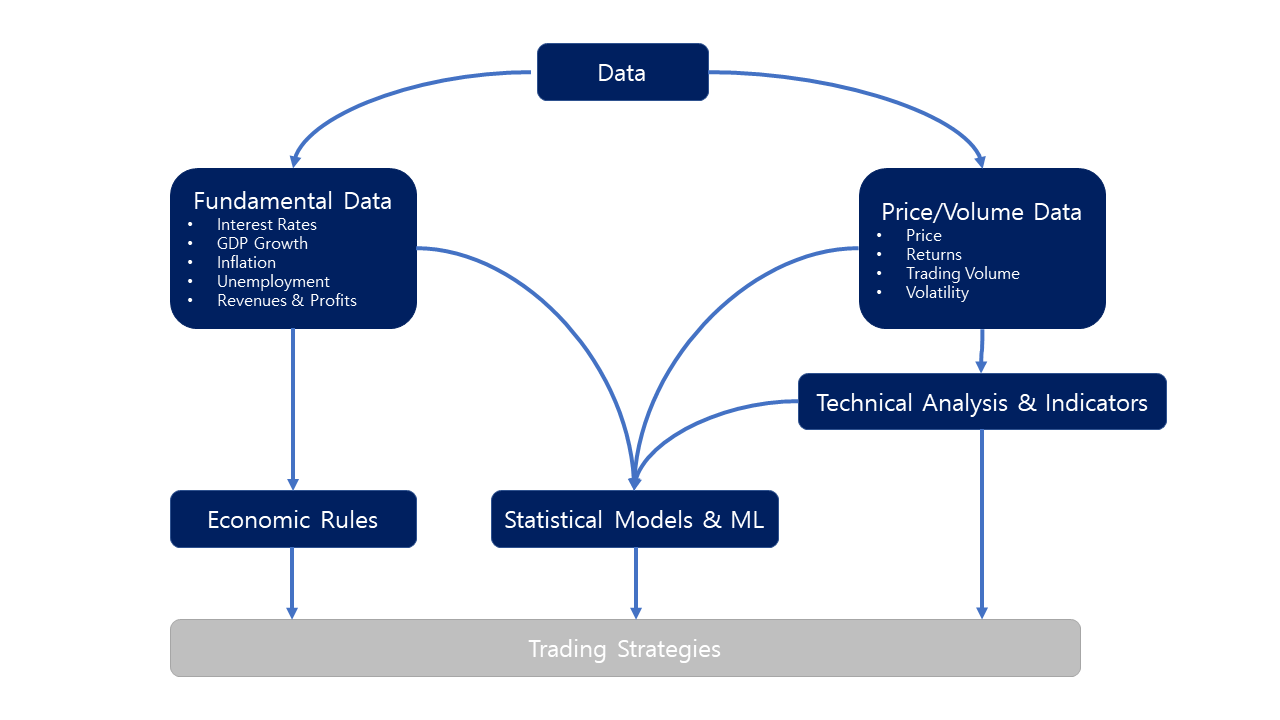 Data
Fundamental Data
• Interest Rates
• GDP Growth
• Inflation
• Unemployment
• Revenues & Profits
Price/Volume Data
• Price
• Returns
• Trading Volume
• Volatility
Technical Analysis & Indicators
Economic Rules
Statistical Models & ML
Trading Strategies